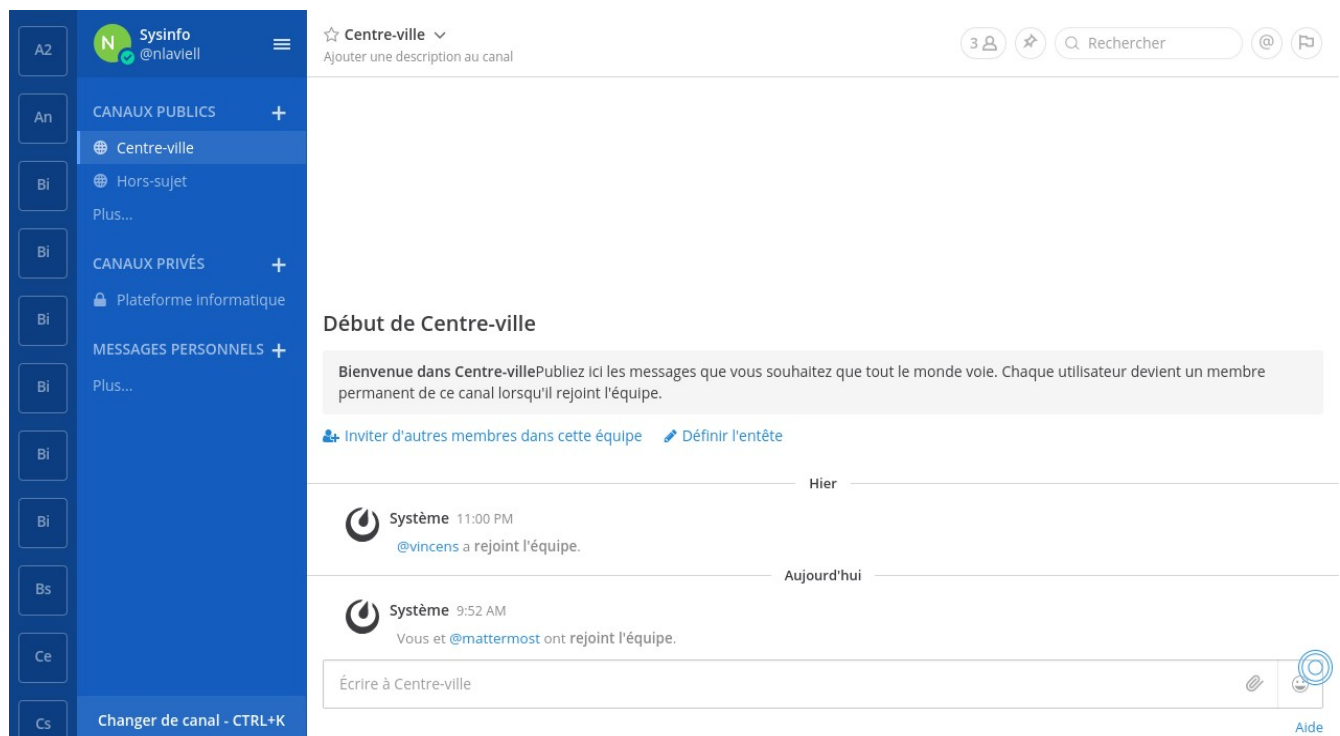 A2
An
Bi
Bi
Bi
Bi
Bi
Bi
Bs
Ce
Cs
N
Sysinfo
@nlaviell
CANAUX PUBLICS +
Centre-ville
Hors-sujet
Plus...
CANAUX PRIVÉS +
Plateforme informatique
MESSAGES PERSONNELS +
Plus...
Changer de canal - CTRL+K
Centre-ville
Ajouter une description au canal
3
Rechercher
@
Début de Centre-ville
Bienvenue dans Centre-villePubliez ici les messages que vous souhaitez que tout le monde voie. Chaque utilisateur devient un membre
permanent de ce canal lorsqu'il rejoint l'équipe.
Inviter d'autres membres dans cette équipe Définir l'entête
Hier
Système 11:00 PM
@vincens a rejoint l'équipe.
Aujourd'hui
Système 9:52 AM
Vous et @mattermost ont rejoint l'équipe.
Écrire à Centre-ville
Aide